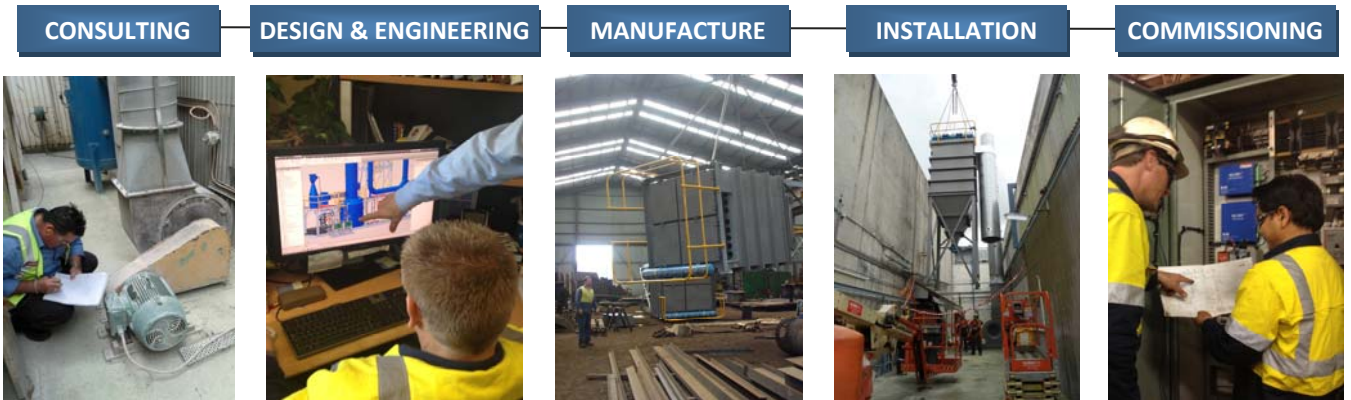 CONSULTING
DESIGN & ENGINEERING
MANUFACTURE
INSTALLATION
COMMISSIONING